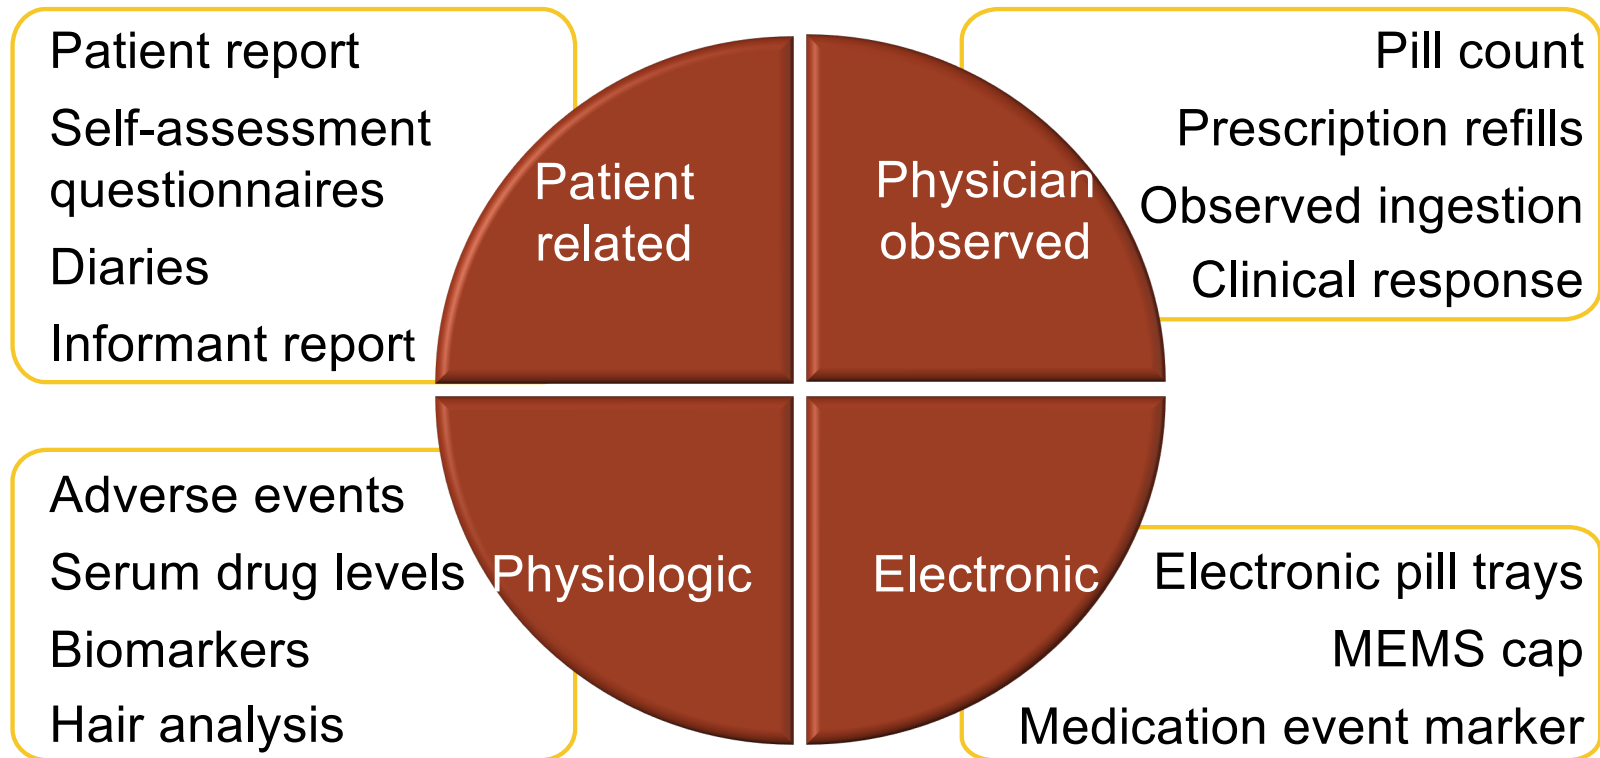 Patient report
Self-assessment
questionnaires
Diaries
Informant report
Patient
related
Physician
observed
Pill count
Prescription refills
Observed ingestion
Clinical response
Adverse events
Serum drug levels
Biomarkers
Hair analysis
Physiologic
Electronic
Electronic pill trays
MEMS cap
Medication event marker